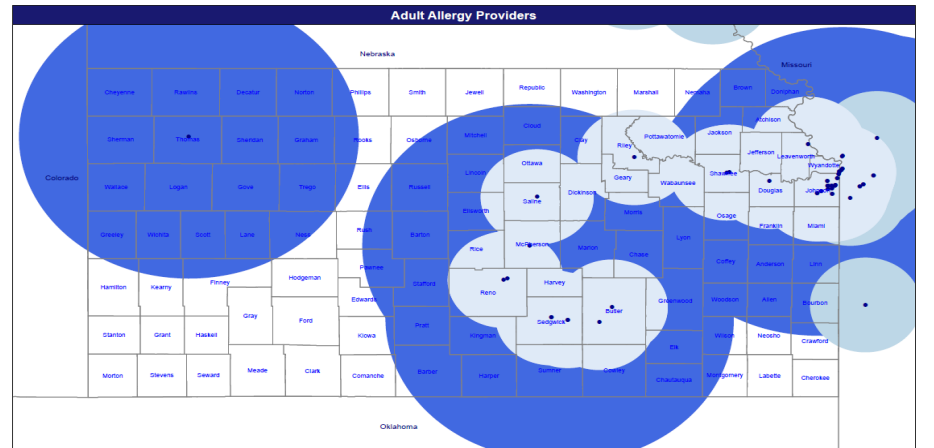 Adult Allergy Providers
Nebraska
Missouri
Cheyenne Rawlins Decatur Norton Phillips Smith Jewell Republic Washington Marshall Nemaha Brown Doniphan
Atchison
Sherman Thomas Sheridan Graham Rooks Osborne Mitchell Cloud Clay Riley Pottawatomie Jackson
Jefferson Leavenworth
Wyandotte
Colorado
Wallace Logan Gove Trego Ellis Russell Lincoln Ottawa Dickinson Geary Wabaunsee Shawnee Douglas Johnson
Saline
Ellsworth Morris Osage
Greeley Wichita Scott Lane Ness Rush Barton Rice McPherson Marion Chase Lyon Franklin Miami
Pawnee
Hamilton Kearny Finney Hodgeman Stafford Reno Harvey Coffey Anderson Linn
Edwards Greenwood Woodson Allen Bourbon
Gray Ford Sedgwick Butler
Stanton Grant Haskell Kiowa Pratt Kingman Elk Wilson Neosho Crawford
Morton Stevens Seward Meade Clark Comanche Barber Harper Sumner Cowley Chautauqua Montgomery Labette Cherokee
Oklahoma